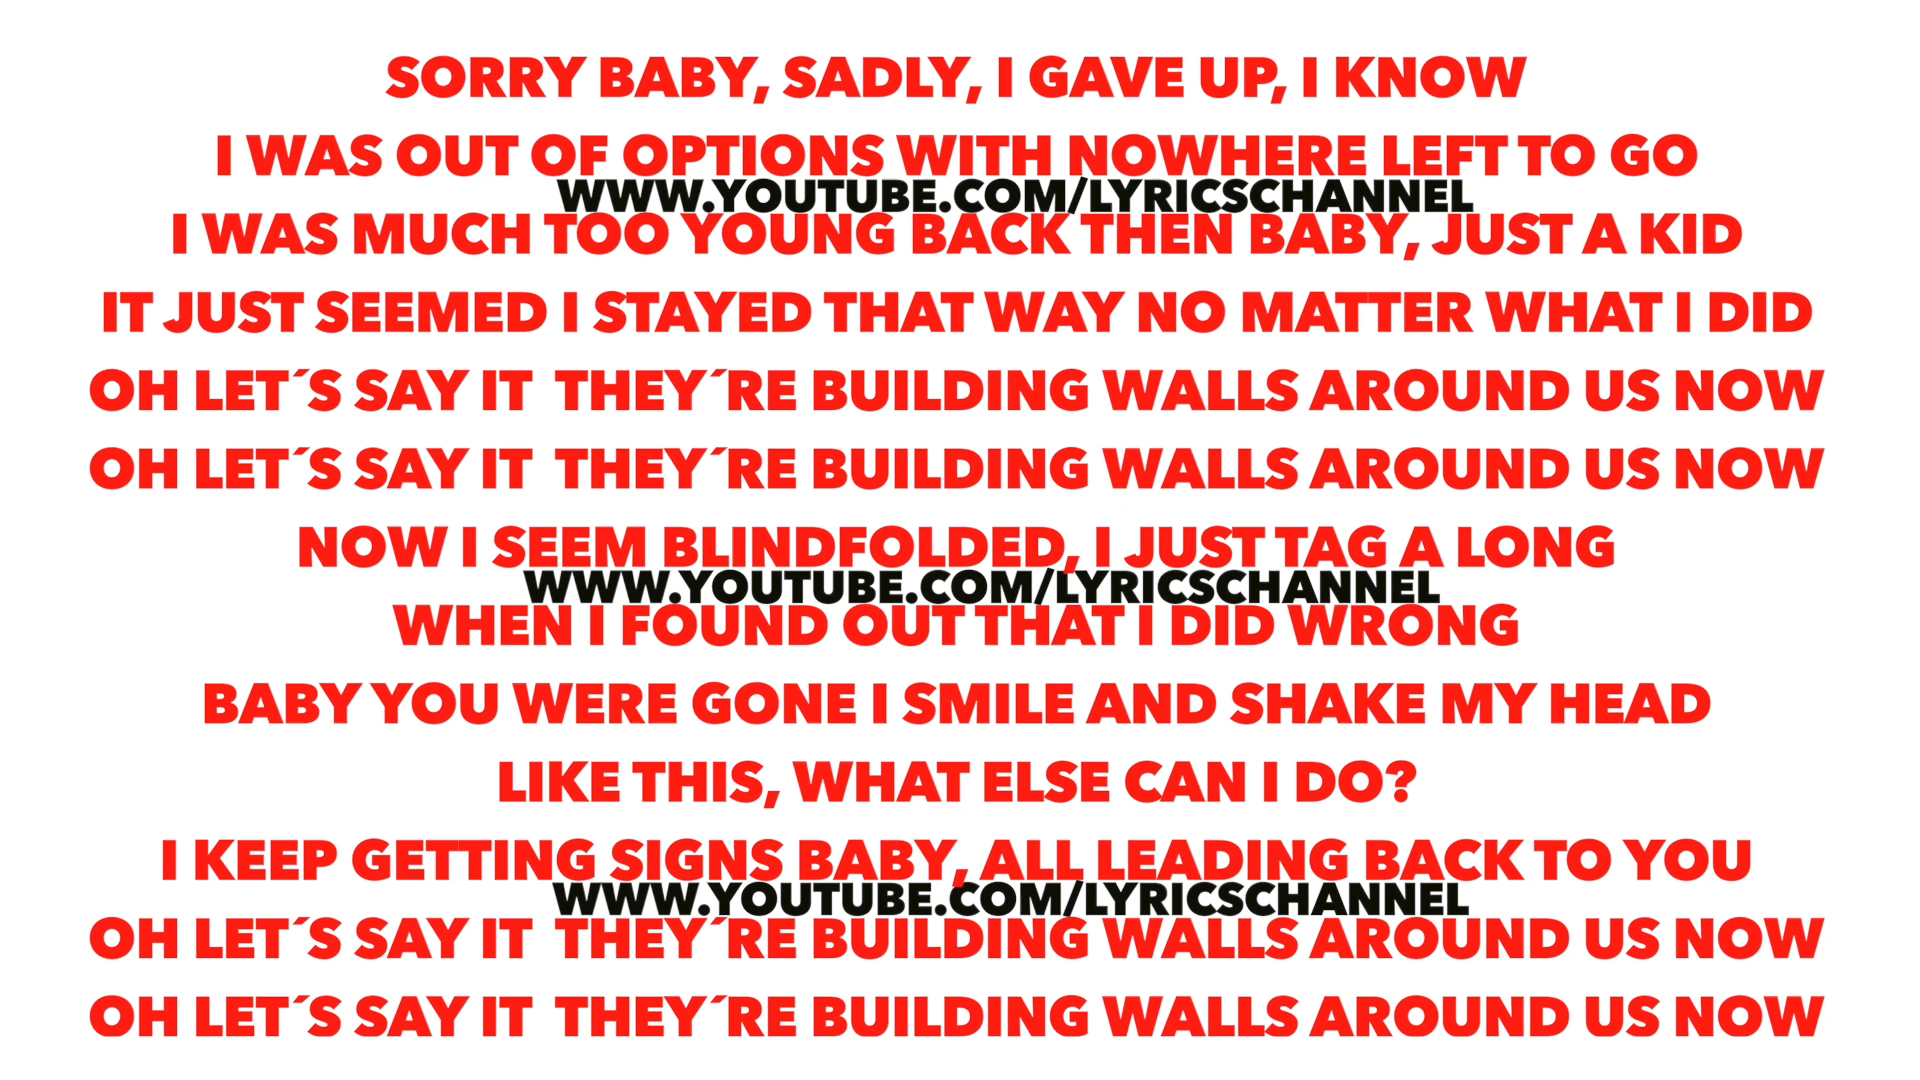 SORRY BABY, SADLY, I GAVE UP, I KNOW
I WAS OUT OF OPTIONS WITH NOWHERE LEFT TO GO
WWW.YOUTUBE.COM/LYRICSCHANNEL
I WAS MUCH TOO YOUNG BACK THEN BABY, JUST A KID
IT JUST SEEMED I STAYED THAT WAY NO MATTER WHAT I DID
OH LET´S SAY IT  THEY´RE BUILDING WALLS AROUND US NOW
OH LET´S SAY IT  THEY´RE BUILDING WALLS AROUND US NOW
NOW I SEEM BLINDFOLDED, I JUST TAG A LONG
WWW.YOUTUBE.COM/LYRICSCHANNEL
WHEN I FOUND OUT THAT I DID WRONG
BABY YOU WERE GONE I SMILE AND SHAKE MY HEAD
LIKE THIS, WHAT ELSE CAN I DO?
I KEEP GETTING SIGNS BABY, ALL LEADING BACK TO YOU
WWW.YOUTUBE.COM/LYRICSCHANNEL
OH LET´S SAY IT  THEY´RE BUILDING WALLS AROUND US NOW
OH LET´S SAY IT  THEY´RE BUILDING WALLS AROUND US NOW